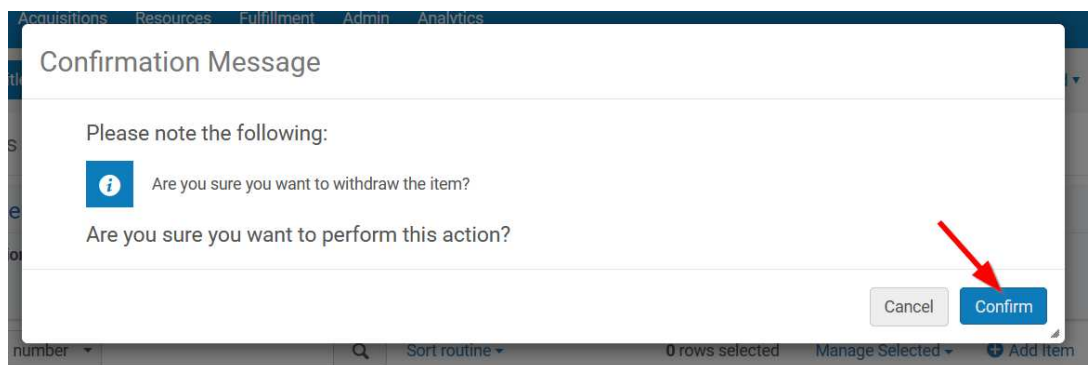 Acquisitions Resources Fulfillment Admin Analytics
Confirmation Message
Please note the following:
Are you sure you want to withdraw the item?
Are you sure you want to perform this action?
Cancel Confirm
number Sort routine 0 rows selected Manage Selected Add Item